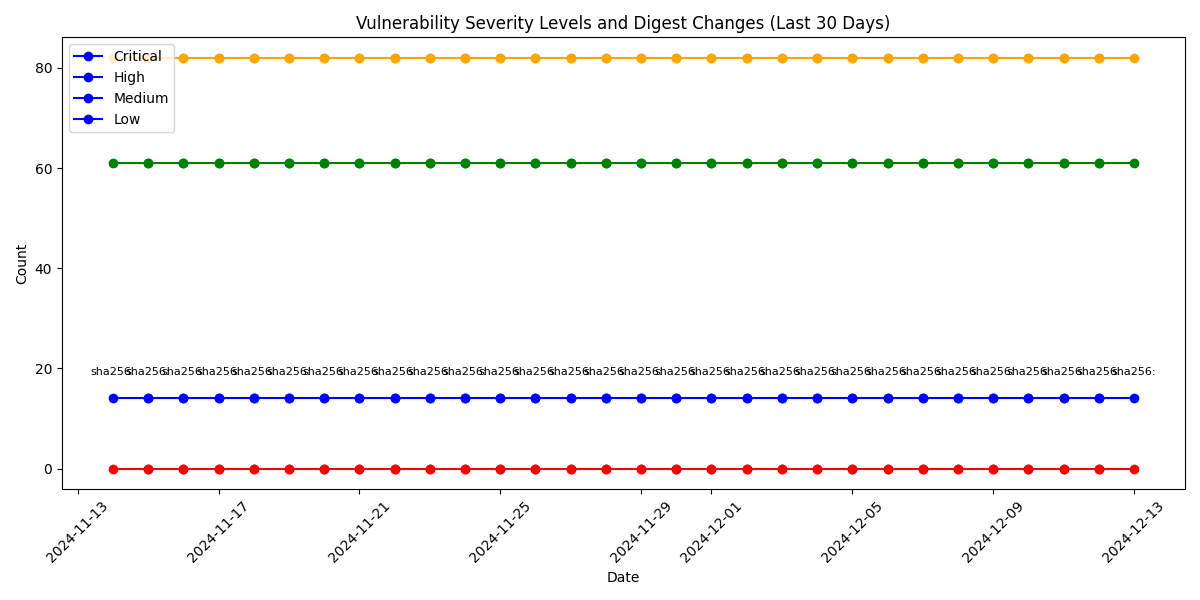 Vulnerability Severity Levels and Digest Changes (Last 30 Days)
Critical
High
Medium
Low
80
60
40
20
0
Count
sha256: sha256: sha256: sha256: sha256: sha256: sha256: sha256: sha256: sha256: sha256: sha256: sha256: sha256: sha256: sha256: sha256: sha256: sha256: sha256: sha256: sha256: sha256: sha256: sha256: sha256: sha256: sha256: sha256: sha256:
2024-11-13 2024-11-17 2024-11-21 2024-11-25 2024-11-29 2024-12-01 2024-12-05 2024-12-09 2024-12-13
Date